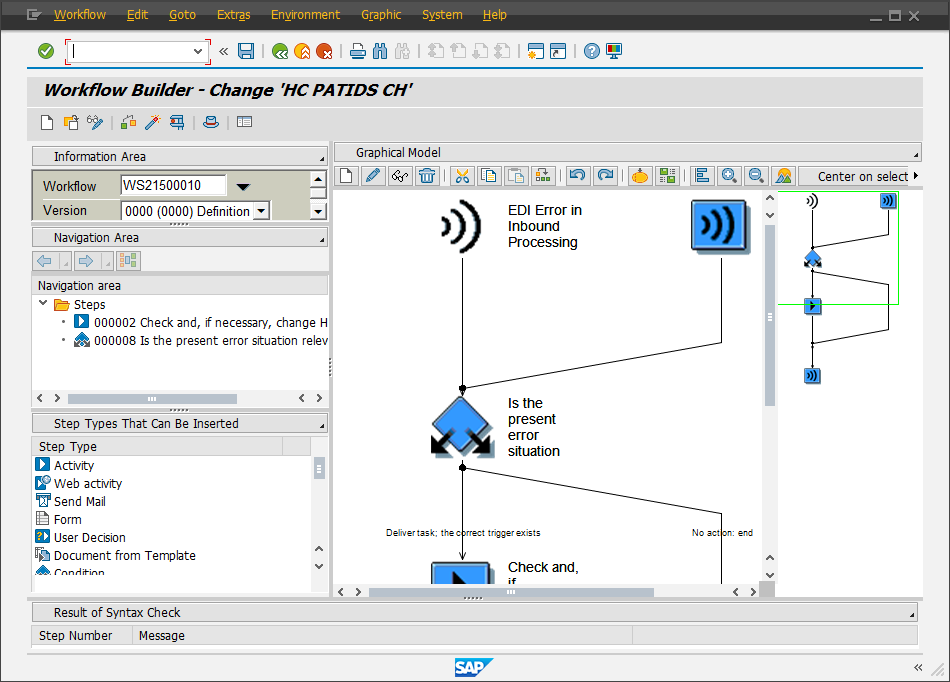 Workflow Edit Goto Extras Environment Graphic System Help
Workflow Builder - Change 'HC PATIDS CH'
Information Area
Workflow WS21500010
Version 0000 (0000) Definition
Navigation Area
Navigation area
Steps
000002 Check and, if necessary, change H
000008 Is the present error situation relev
Step Types That Can Be Inserted
Step Type
Activity
Web activity
Send Mail
Form
User Decision
Document from Template
Condition
Graphical Model
Center on select
EDI Error in
Inbound
Processing
Is the
present
error
situation
Deliver task; the correct trigger exists
No action: end
Check and,
if
Result of Syntax Check
Step Number Message
SAP